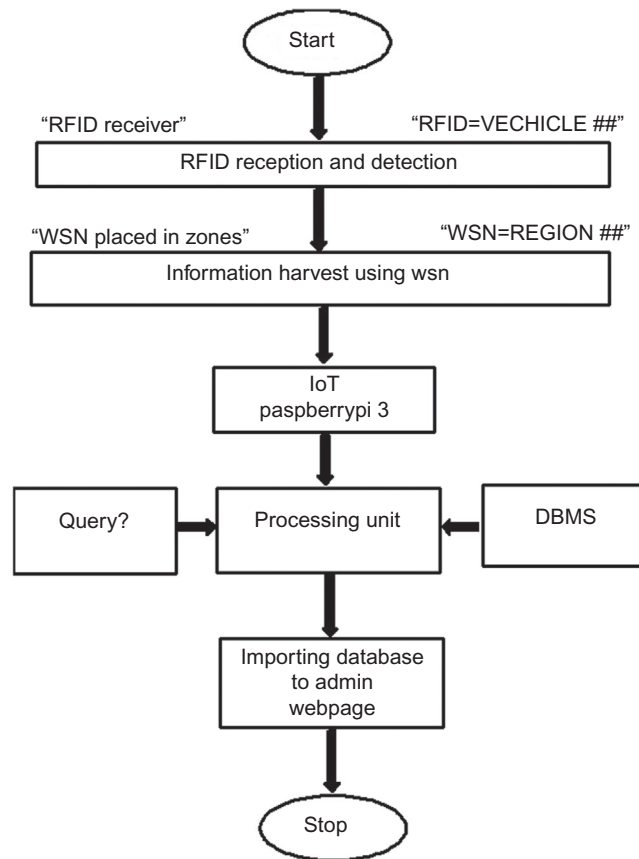 Start
“RFID receiver”
“RFID=VECHICLE ##”
RFID reception and detection
“WSN placed in zones”
“WSN=REGION ##”
Information harvest using wsn
IoT
paspberrypi 3
Query?
Processing unit
DBMS
Importing database
to admin
webpage
Stop